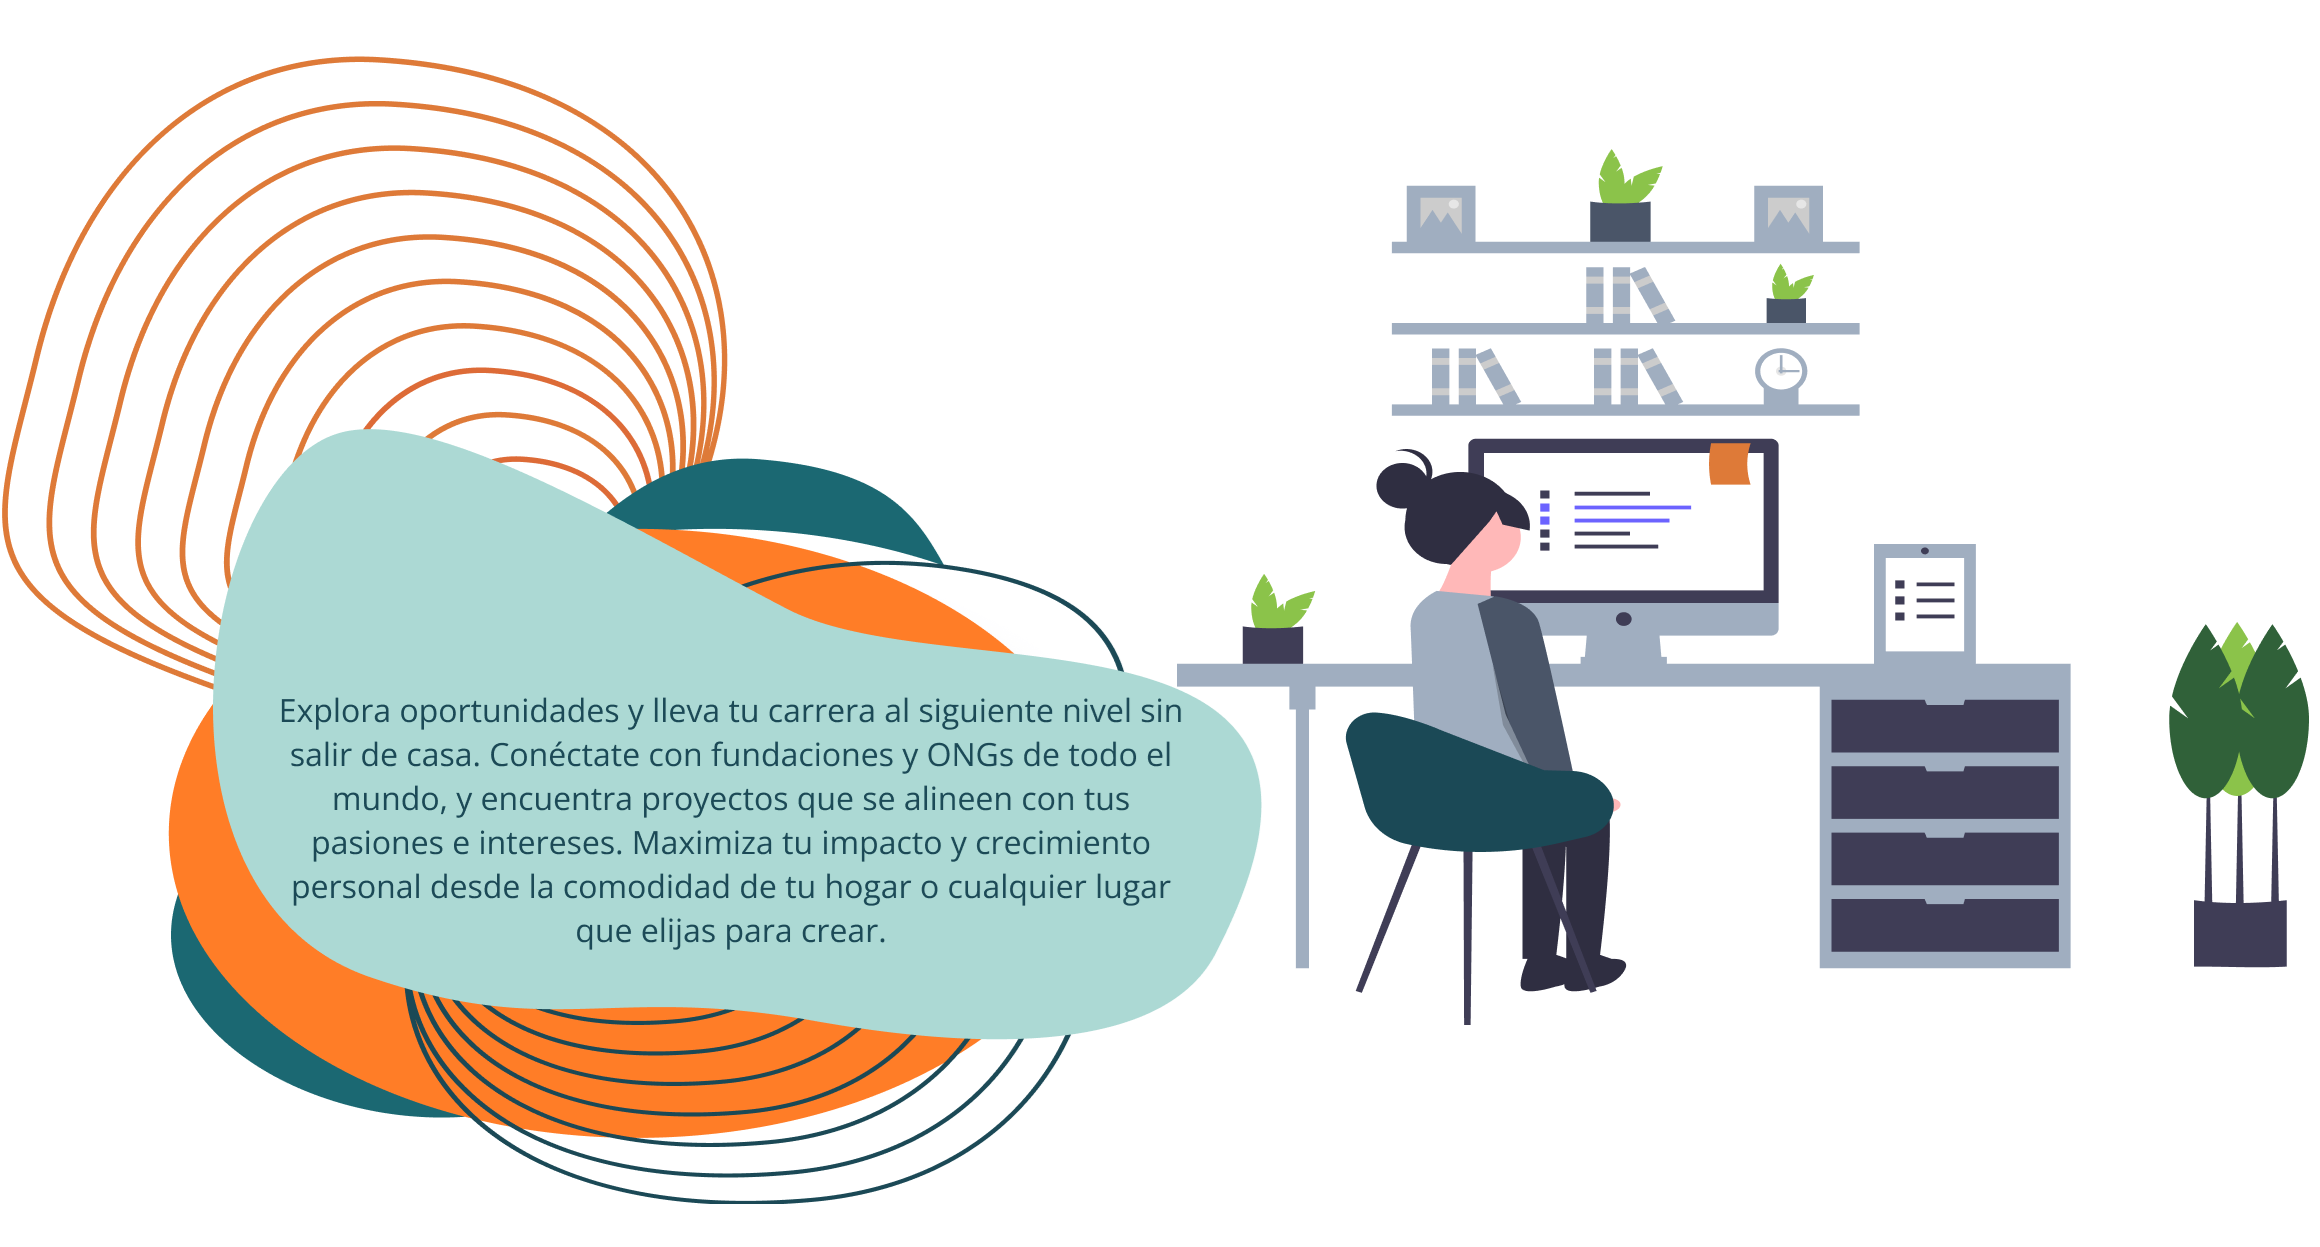 Explora oportunidades y lleva tu carrera al siguiente nivel sin
salir de casa. Conéctate con fundaciones y ONGs de todo el
mundo, y encuentra proyectos que se alineen con tus
pasiones e intereses. Maximiza tu impacto y crecimiento
personal desde la comodidad de tu hogar o cualquier lugar
que elijas para crear.